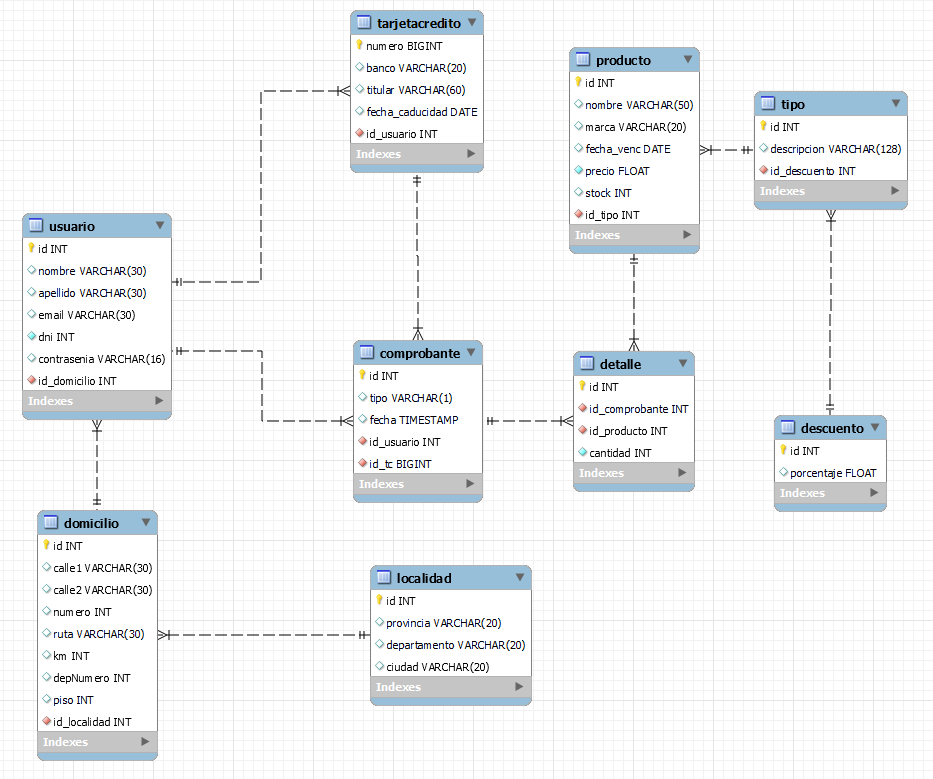 tarjetacredito
numero BIGINT
banco VARCHAR(20)
titular VARCHAR(60)
fecha_caducidad DATE
id_usuario INT
Indexes
producto
id INT
nombre VARCHAR(50)
marca VARCHAR(20)
fecha_venc DATE
precio FLOAT
stock INT
id_tipo INT
Indexes
tipo
id INT
descripcion VARCHAR(128)
id_descuento INT
Indexes
usuario
id INT
nombre VARCHAR(30)
apellido VARCHAR(30)
email VARCHAR(30)
dni INT
contrasenia VARCHAR(16)
id_domicilio INT
Indexes
comprobante
id INT
tipo VARCHAR(1)
fecha TIMESTAMP
id_usuario INT
id_tc BIGINT
Indexes
detalle
id INT
id_comprobante INT
id_producto INT
cantidad INT
Indexes
descuento
id INT
porcentaje FLOAT
Indexes
domicilio
id INT
calle1 VARCHAR(30)
calle2 VARCHAR(30)
numero INT
ruta VARCHAR(30)
km INT
depNumero INT
piso INT
id_localidad INT
Indexes
localidad
id INT
provincia VARCHAR(20)
departamento VARCHAR(20)
ciudad VARCHAR(20)
Indexes